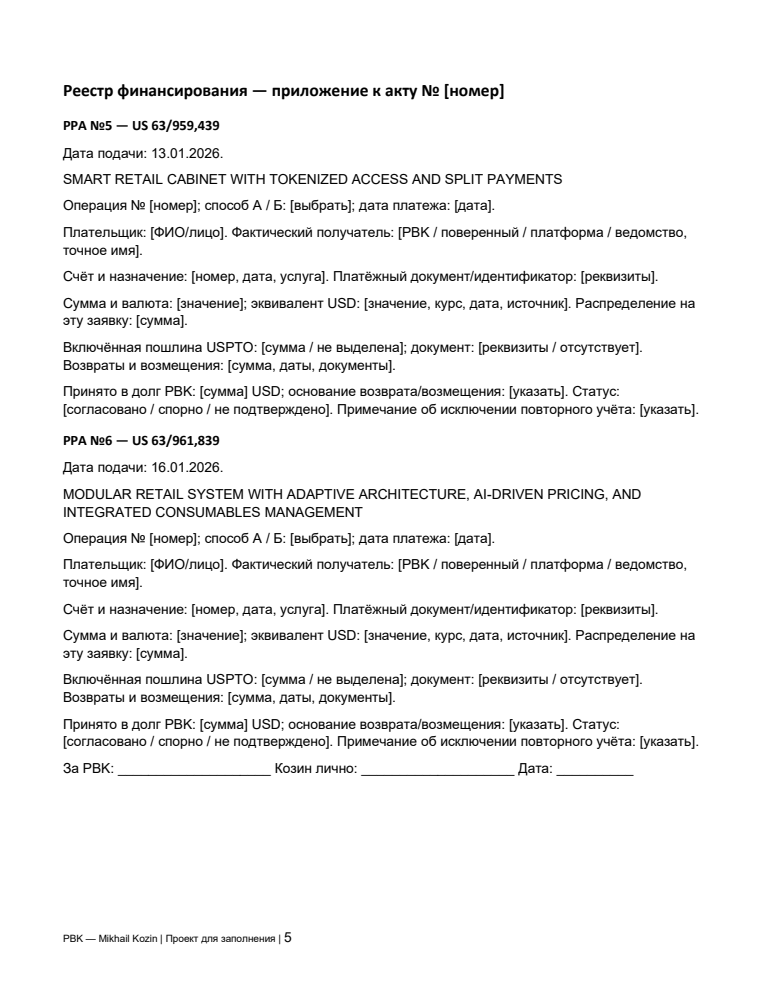 Реестр финансирования — приложение к акту № [номер]
PPA №5 — US 63/959,439
Дата подачи: 13.01.2026.
SMART RETAIL CABINET WITH TOKENIZED ACCESS AND SPLIT PAYMENTS
Операция № [номер]; способ А / Б: [выбрать]; дата платежа: [дата].
Плательщик: [ФИО/лицо]. Фактический получатель: [PBK / поверенный / платформа / ведомство,
точное имя].
Счёт и назначение: [номер, дата, услуга]. Платёжный документ/идентификатор: [реквизиты].
Сумма и валюта: [значение]; эквивалент USD: [значение, курс, дата, источник]. Распределение на
эту заявку: [сумма].
Включённая пошлина USPTO: [сумма / не выделена]; документ: [реквизиты / отсутствует].
Возвраты и возмещения: [сумма, даты, документы].
Принято в долг PBK: [сумма] USD; основание возврата/возмещения: [указать]. Статус:
[согласовано / спорно / не подтверждено]. Примечание об исключении повторного учёта: [указать].
PPA №6 — US 63/961,839
Дата подачи: 16.01.2026.
MODULAR RETAIL SYSTEM WITH ADAPTIVE ARCHITECTURE, AI-DRIVEN PRICING, AND
INTEGRATED CONSUMABLES MANAGEMENT
Операция № [номер]; способ А / Б: [выбрать]; дата платежа: [дата].
Плательщик: [ФИО/лицо]. Фактический получатель: [PBK / поверенный / платформа / ведомство,
точное имя].
Счёт и назначение: [номер, дата, услуга]. Платёжный документ/идентификатор: [реквизиты].
Сумма и валюта: [значение]; эквивалент USD: [значение, курс, дата, источник]. Распределение на
эту заявку: [сумма].
Включённая пошлина USPTO: [сумма / не выделена]; документ: [реквизиты / отсутствует].
Возвраты и возмещения: [сумма, даты, документы].
Принято в долг PBK: [сумма] USD; основание возврата/возмещения: [указать]. Статус:
[согласовано / спорно / не подтверждено]. Примечание об исключении повторного учёта: [указать].
За PBK: ____________________ Козин лично: ____________________ Дата: __________
PBK — Mikhail Kozin | Проект для заполнения | 5